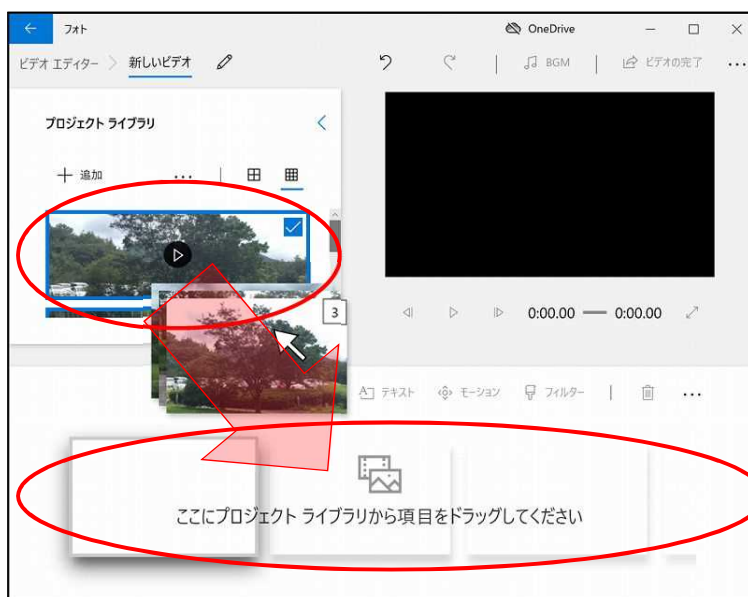 フォト
OneDrive
ビデオ エディター
新しいビデオ
BGM
ビデオの完了
プロジェクト ライブラリ
追加
3
0:00.00
0:00.00
テキスト
モーション
フィルター
ここにプロジェクト ライブラリから項目をドラッグしてください